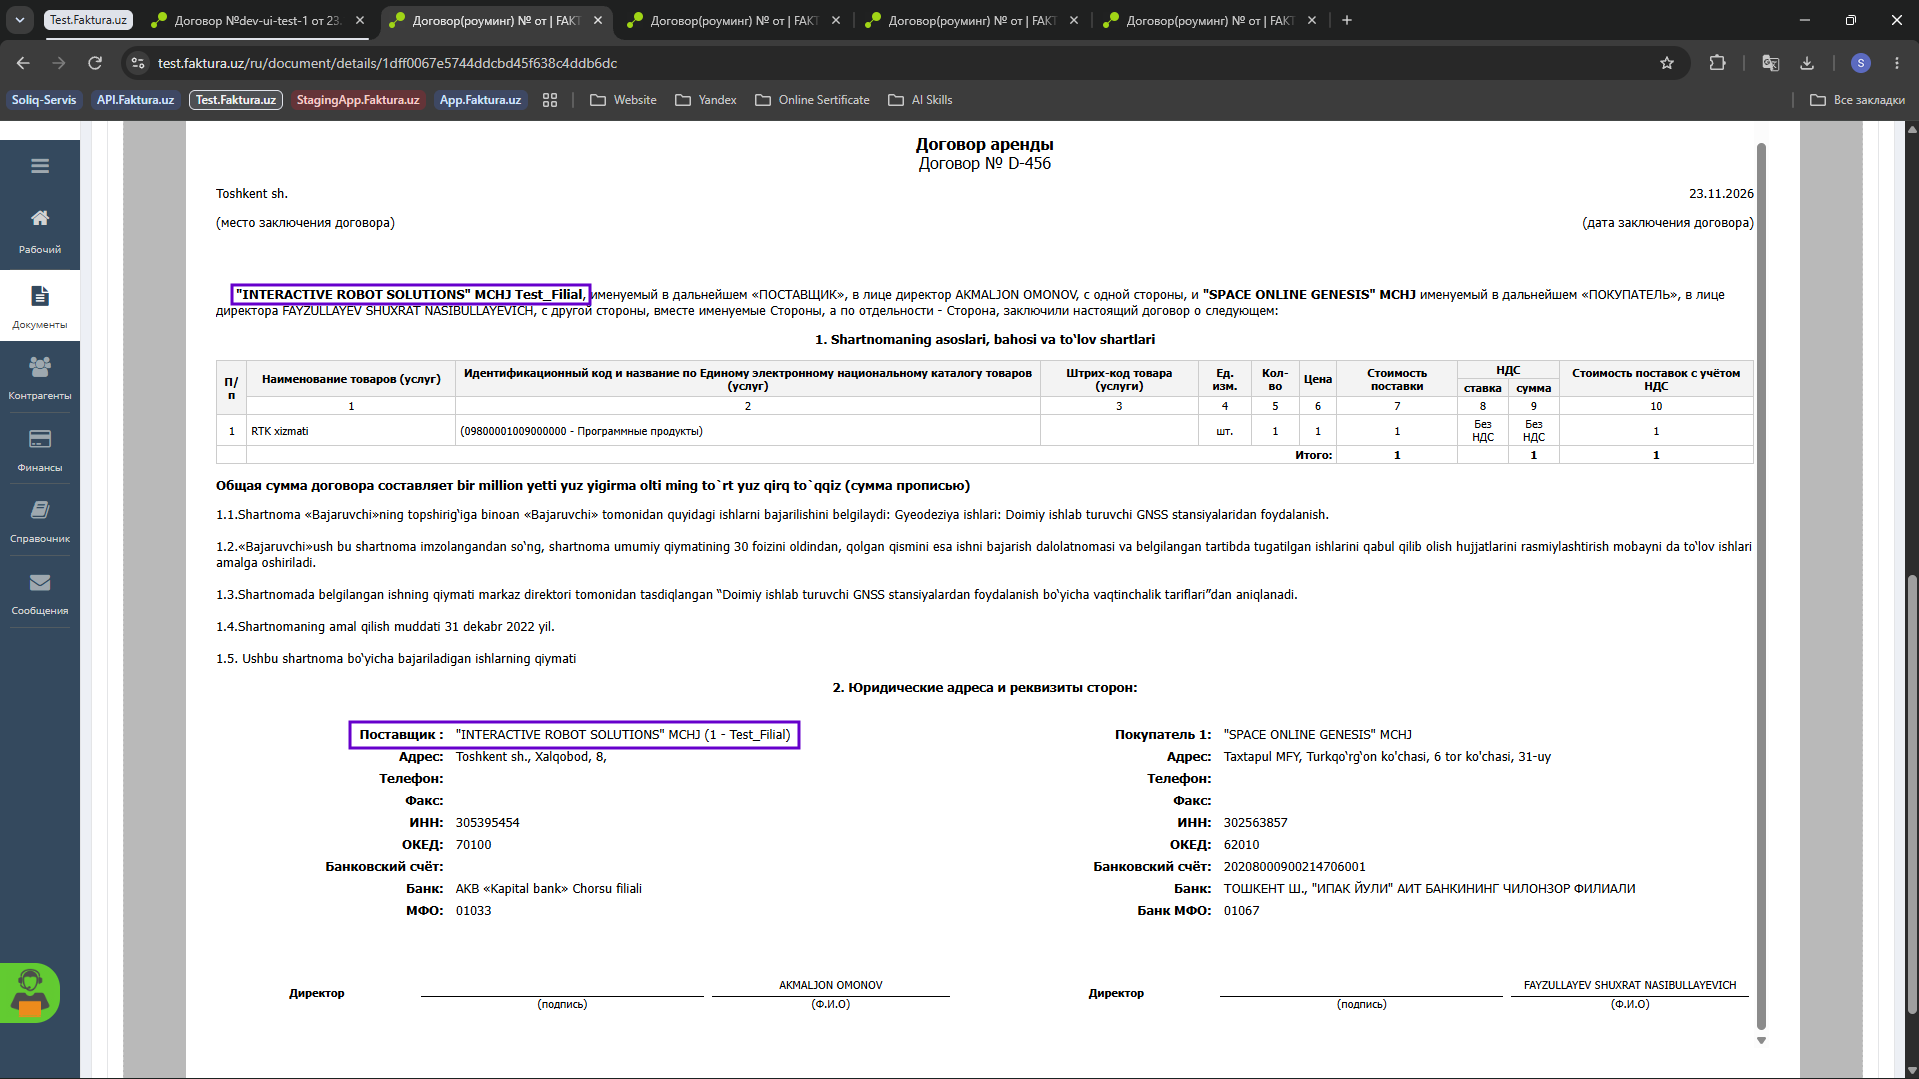 Test.Faktura.uz
Договор №dev-ui-test-1 от 23.
Договор(роуминг) № от | FAKT
Договор(роуминг) № от | FAKT
Договор(роуминг) № от | FAKT
Договор(роуминг) № от | FAKT
test.faktura.uz/ru/document/details/1dff0067e5744ddcbd45f638c4ddb6dc
S
Soliq-Servis
API.Faktura.uz
Test.Faktura.uz
StagingApp.Faktura.uz
App.Faktura.uz
Website
Yandex
Online Sertificate
AI Skills
Все закладки
Рабочий
Документы
Контрагенты
Финансы
Справочник
Сообщения
Договор аренды
Договор № D-456
Toshkent sh.
23.11.2026
(место заключения договора)
(дата заключения договора)
"INTERACTIVE ROBOT SOLUTIONS" MCHJ Test_Filial, именуемый в дальнейшем «ПОСТАВЩИК», в лице директор AKMALJON OMONOV, с одной стороны, и "SPACE ONLINE GENESIS" MCHJ именуемый в дальнейшем «ПОКУПАТЕЛЬ», в лице
директора FAYZULLAYEV SHUXRAT NASIBULLAYEVICH, с другой стороны, вместе именуемые Стороны, а по отдельности - Сторона, заключили настоящий договор о следующем:
1. Shartnomaning asoslari, bahosi va to‘lov shartlari
П/п
Наименование товаров (услуг)
Идентификационный код и название по Единому электронному национальному каталогу товаров (услуг)
Штрих-код товара (услуги)
Ед. изм.
Кол-во
Цена
Стоимость поставки
НДС
ставка
сумма
Стоимость поставок с учётом НДС
1 2 3 4 5 6 7 8 9 10
1 RTK xizmati (09800001009000000 - Программные продукты) шт. 1 1 1 Без НДС Без НДС 1
Итого: 1 1 1
Общая сумма договора составляет bir million yetti yuz yigirma olti ming to`rt yuz qirq to`qqiz (сумма прописью)
1.1.Shartnoma «Bajaruvchi»ning topshirig‘iga binoan «Bajaruvchi» tomonidan quyidagi ishlarni bajarilishini belgilaydi: Gyeodeziya ishlari: Doimiy ishlab turuvchi GNSS stansiyalaridan foydalanish.
1.2.«Bajaruvchi»ush bu shartnoma imzolangandan so‘ng, shartnoma umumiy qiymatining 30 foizini oldindan, qolgan qismini esa ishni bajarish dalolatnomasi va belgilangan tartibda tugatilgan ishlarini qabul qilib olish hujjatlarini rasmiylashtirish mobayni da to‘lov ishlari
amalga oshiriladi.
1.3.Shartnomada belgilangan ishning qiymati markaz direktori tomonidan tasdiqlangan “Doimiy ishlab turuvchi GNSS stansiyalardan foydalanish bo‘yicha vaqtinchalik tariflari”dan aniqlanadi.
1.4.Shartnomaning amal qilish muddati 31 dekabr 2022 yil.
1.5. Ushbu shartnoma bo‘yicha bajariladigan ishlarning qiymati
2. Юридические адреса и реквизиты сторон:
Поставщик : "INTERACTIVE ROBOT SOLUTIONS" MCHJ (1 - Test_Filial)
Адрес: Toshkent sh., Xalqobod, 8,
Телефон:
Факс:
ИНН: 305395454
ОКЕД: 70100
Банковский счёт:
Банк: AKB «Kapital bank» Chorsu filiali
МФО: 01033
Покупатель 1: "SPACE ONLINE GENESIS" MCHJ
Адрес: Taxtapul MFY, Turkqo‘rg‘on ko'chasi, 6 tor ko'chasi, 31-uy
Телефон:
Факс:
ИНН: 302563857
ОКЕД: 62010
Банковский счёт: 20208000900214706001
Банк: ТОШКЕНТ Ш., "ИПАК ЙУЛИ" АИТ БАНКИНИНГ ЧИЛОНЗОР ФИЛИАЛИ
Банк МФО: 01067
Директор
(подпись)
AKMALJON OMONOV
(Ф.И.О)
Директор
(подпись)
FAYZULLAYEV SHUXRAT NASIBULLAYEVICH
(Ф.И.О)